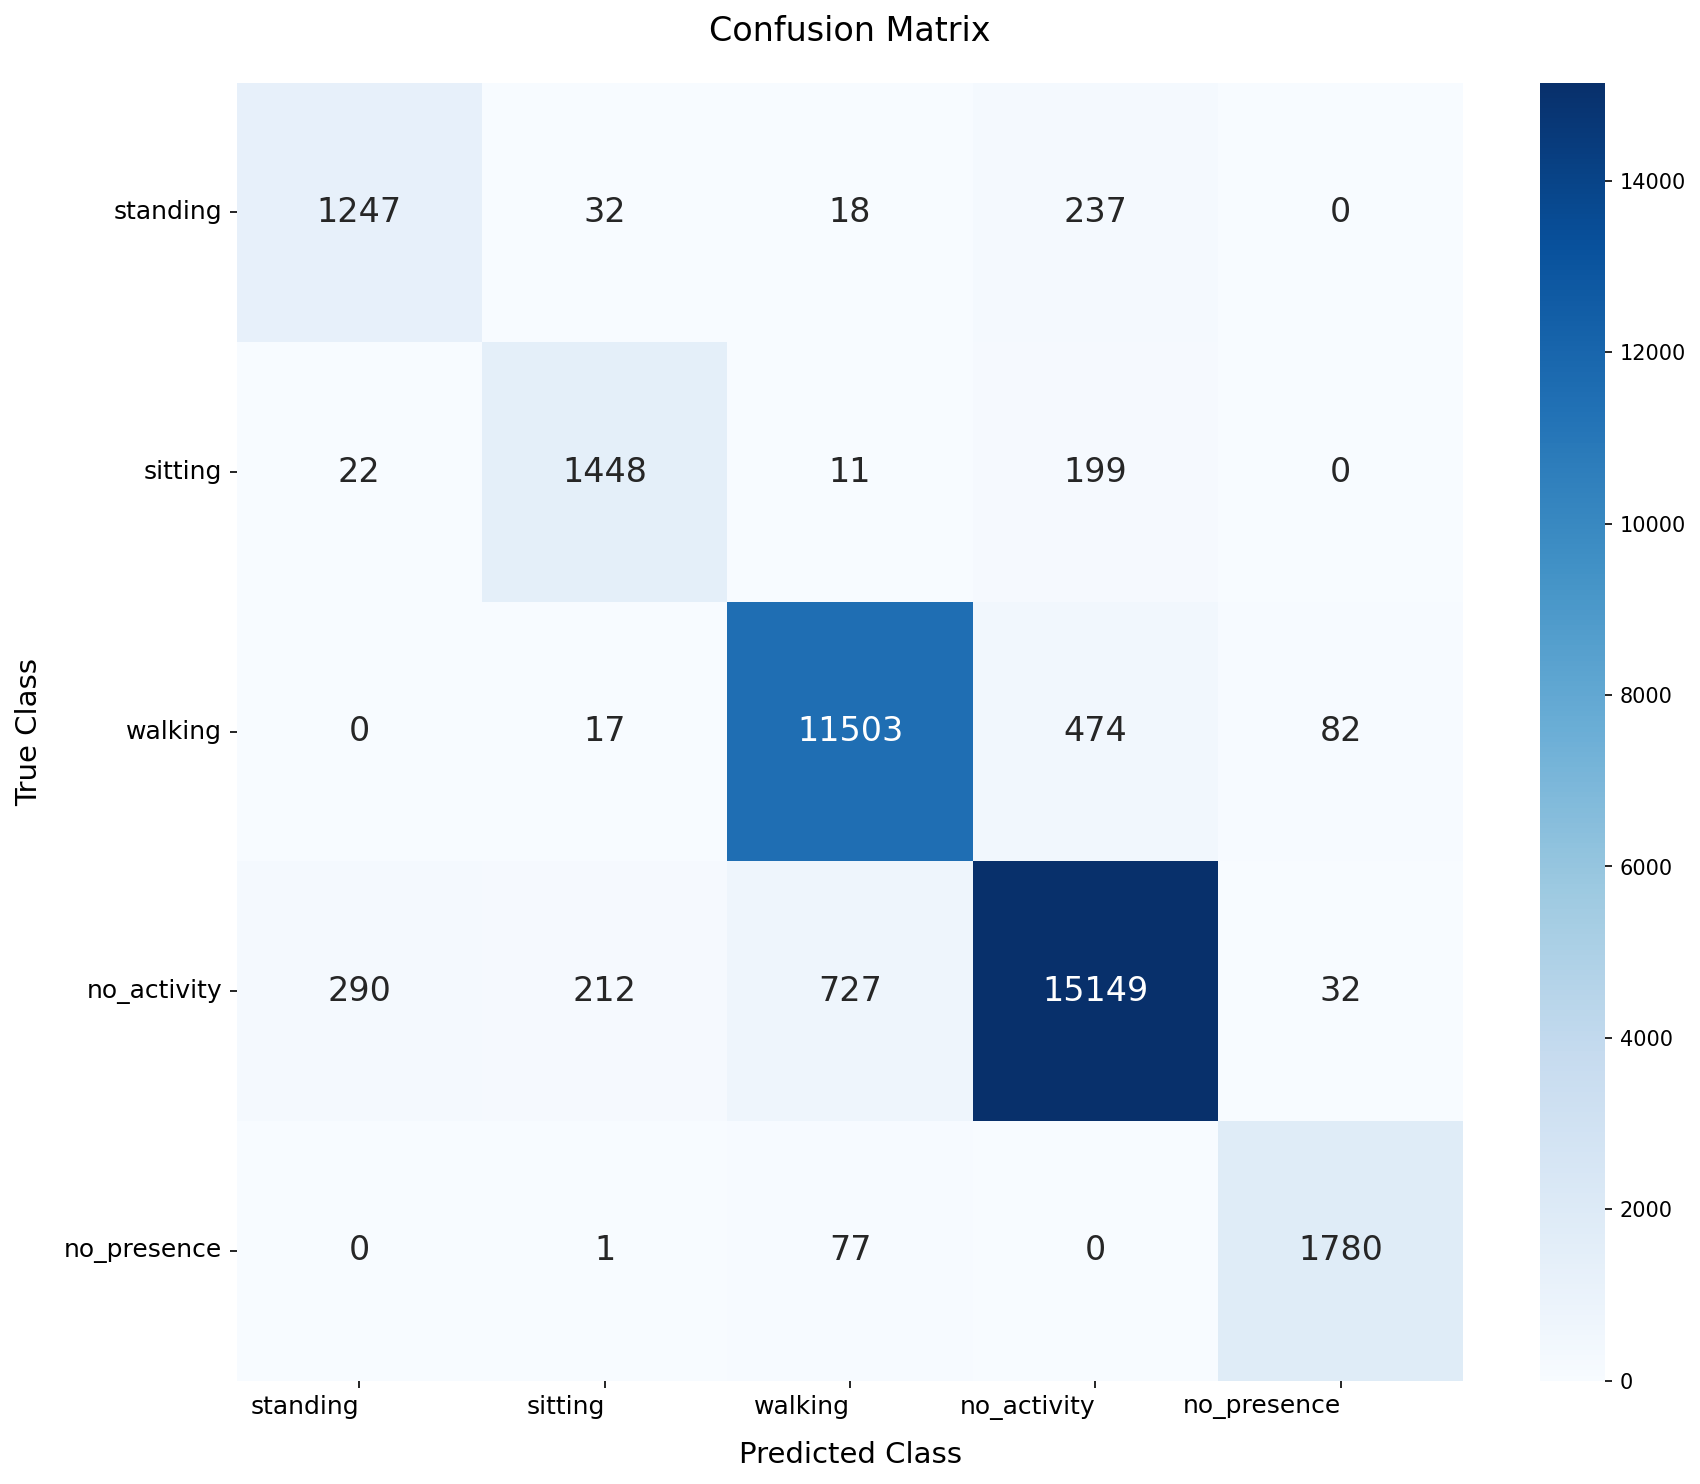 Confusion Matrix
standing 1247 32 18 237 0
sitting 22 1448 11 199 0
walking 0 17 11503 474 82
no_activity 290 212 727 15149 32
no_presence 0 1 77 0 1780
standing sitting walking no_activity no_presence
Predicted Class
True Class
14000
12000
10000
8000
6000
4000
2000
0